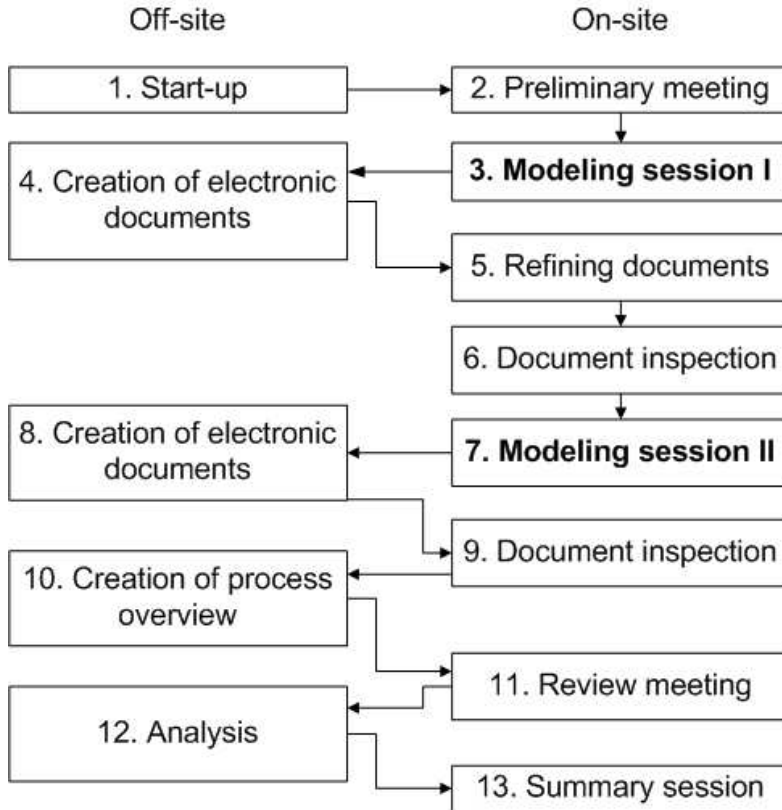 Off-site
On-site
1. Start-up
2. Preliminary meeting
3. Modeling session I
4. Creation of electronic
documents
5. Refining documents
6. Document inspection
7. Modeling session II
8. Creation of electronic
documents
9. Document inspection
10. Creation of process
overview
11. Review meeting
12. Analysis
13. Summary session